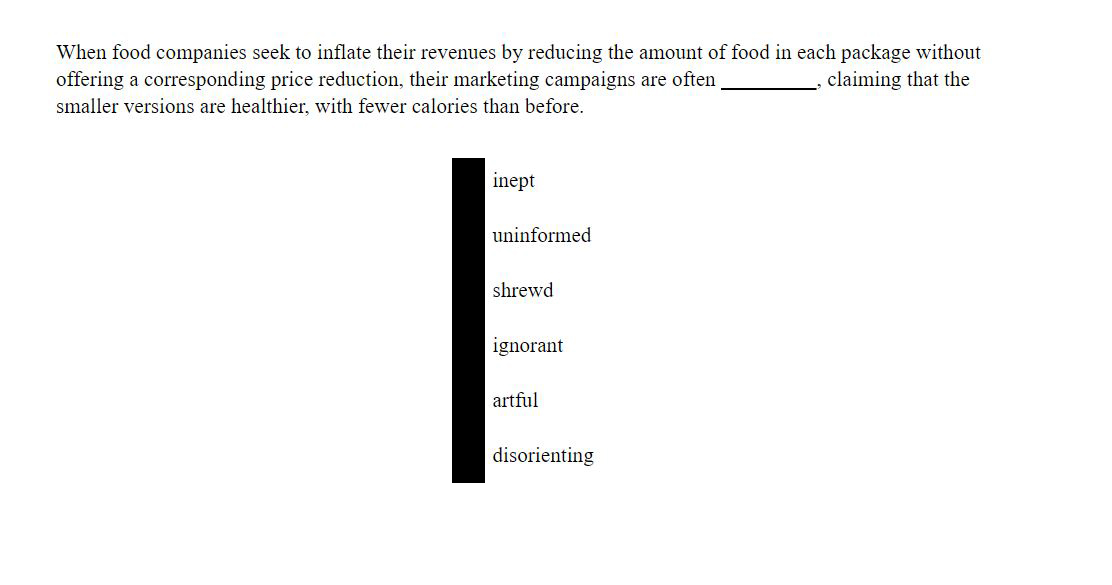 When food companies seek to inflate their revenues by reducing the amount of food in each package without
offering a corresponding price reduction, their marketing campaigns are often _________, claiming that the
smaller versions are healthier, with fewer calories than before.
inept
uninformed
shrewd
ignorant
artful
disorienting